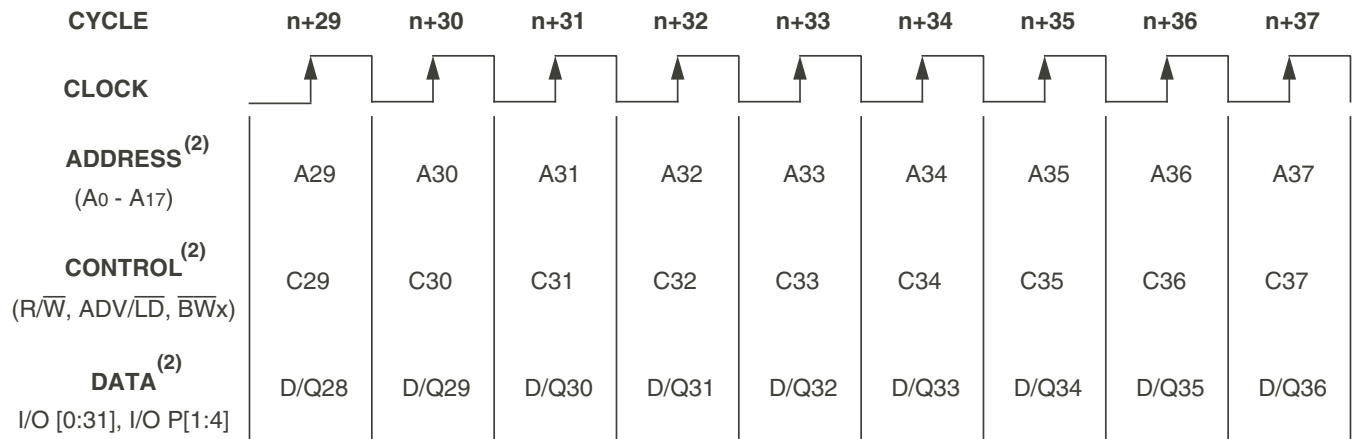 CYCLE n+29 n+30 n+31 n+32 n+33 n+34 n+35 n+36 n+37
CLOCK
ADDRESS(2)
(A0 - A17) A29 A30 A31 A32 A33 A34 A35 A36 A37
CONTROL(2)
(R/W̅, ADV/L̅D̅, B̅W̅x) C29 C30 C31 C32 C33 C34 C35 C36 C37
DATA(2)
I/O [0:31], I/O P[1:4] D/Q28 D/Q29 D/Q30 D/Q31 D/Q32 D/Q33 D/Q34 D/Q35 D/Q36